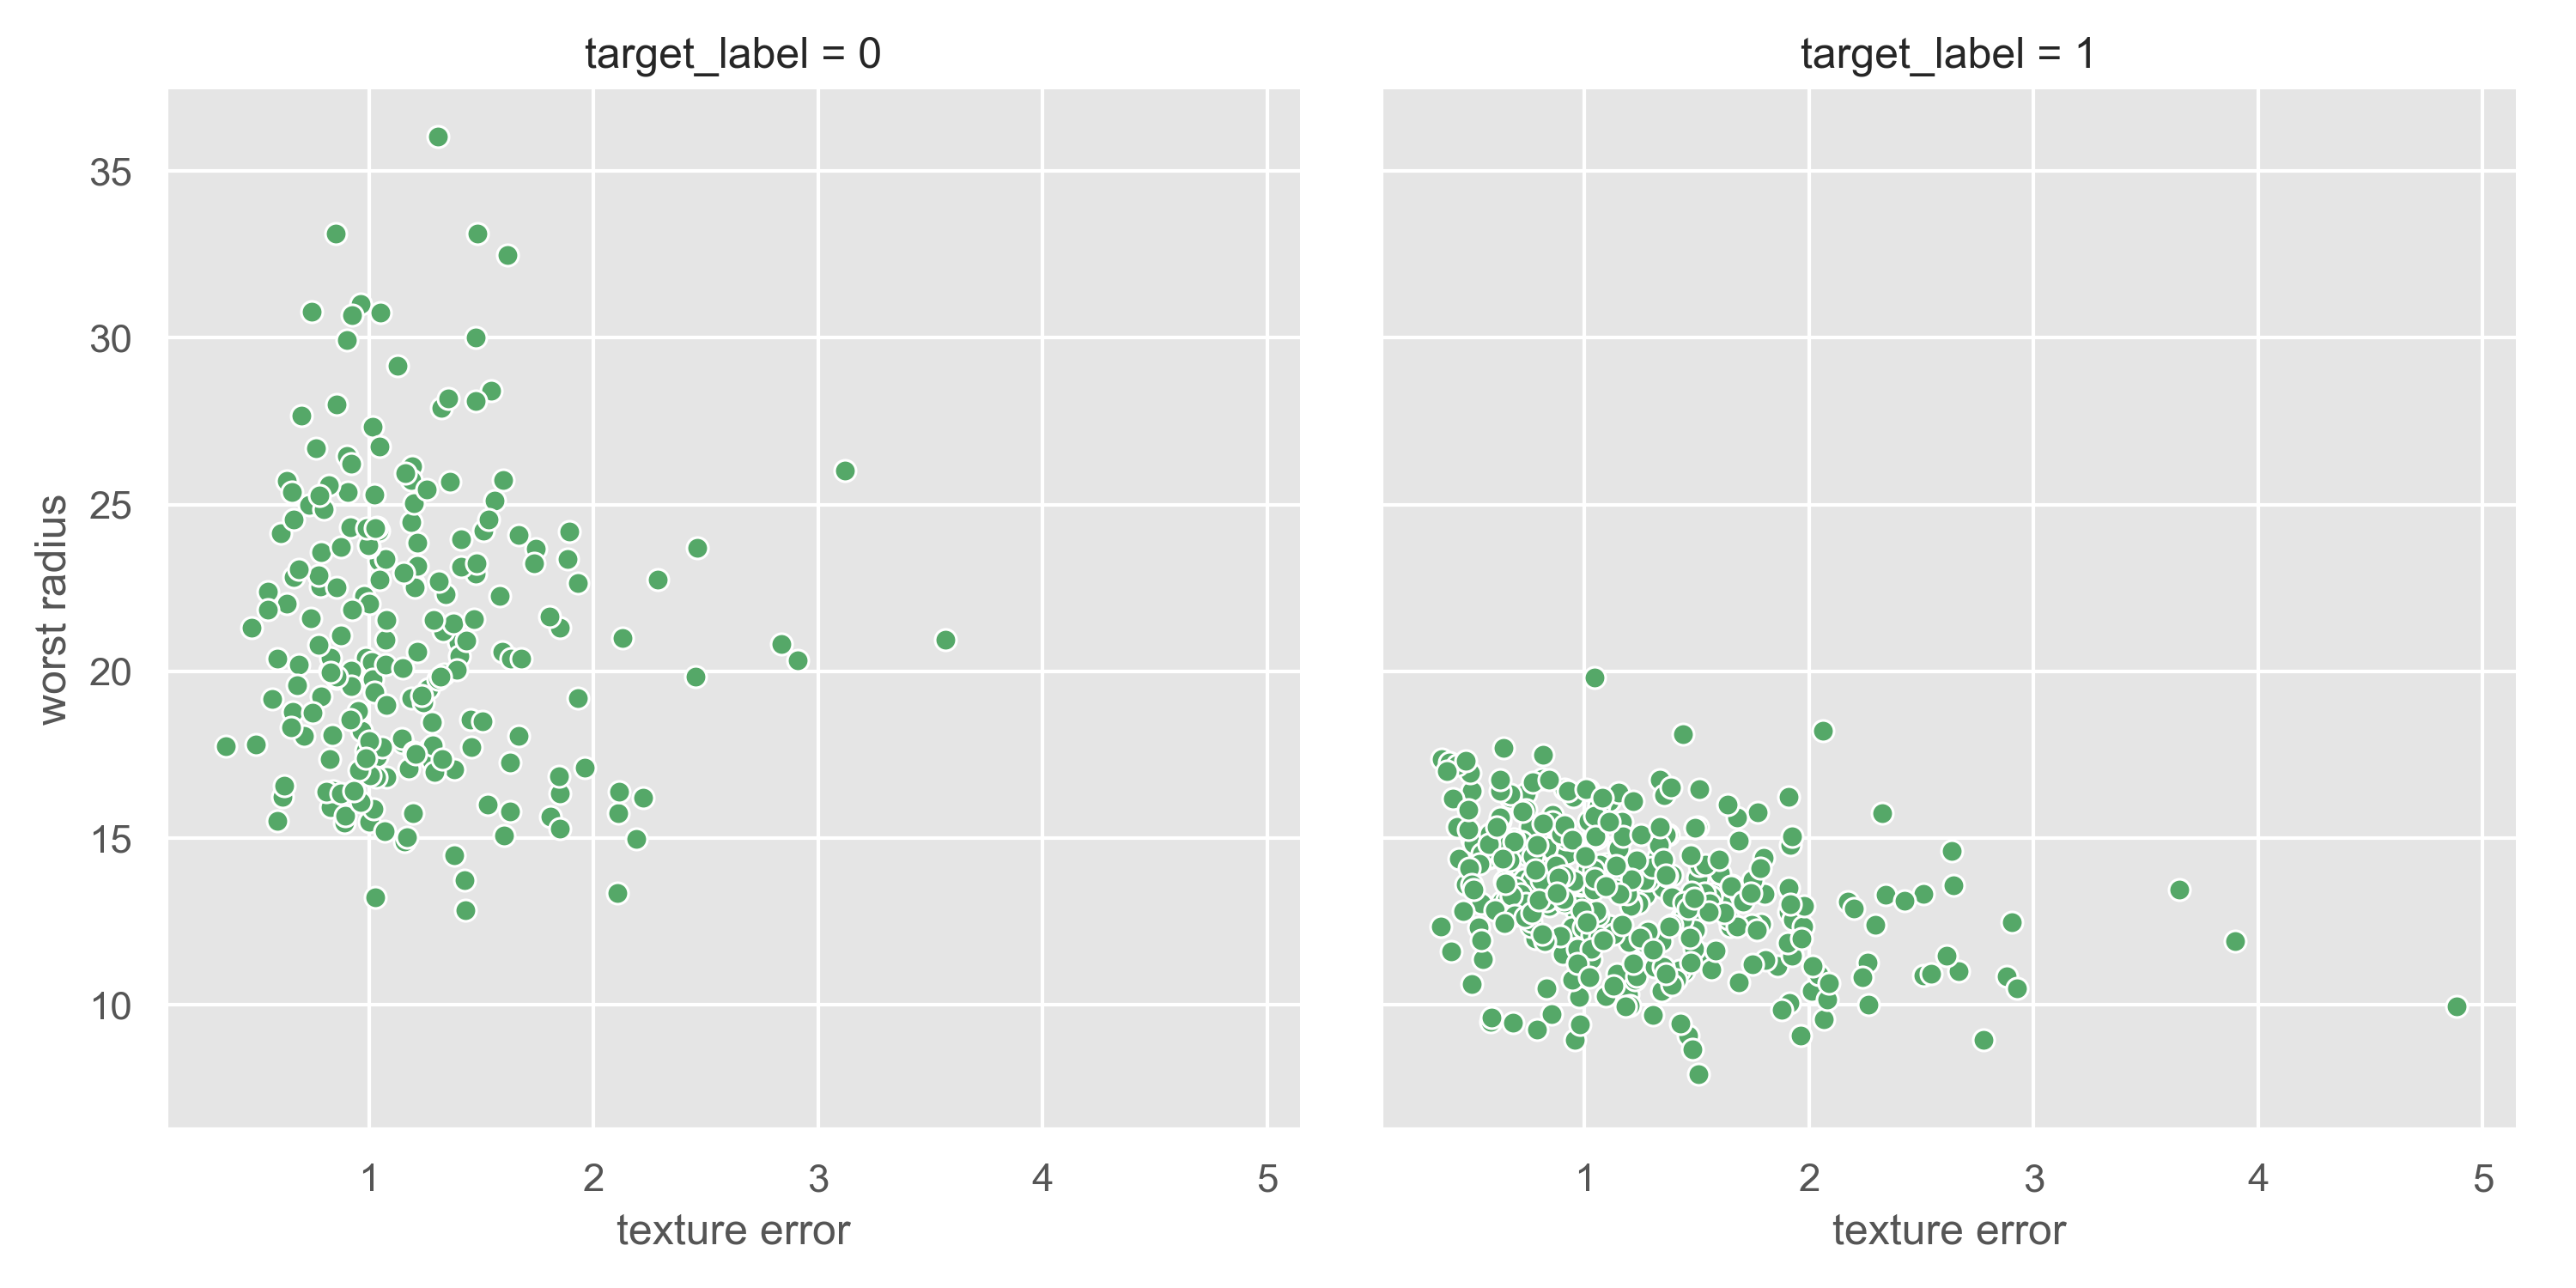 target_label = 0
target_label = 1
35
30
25
20
15
10
worst radius
1 2 3 4 5
1 2 3 4 5
texture error
texture error